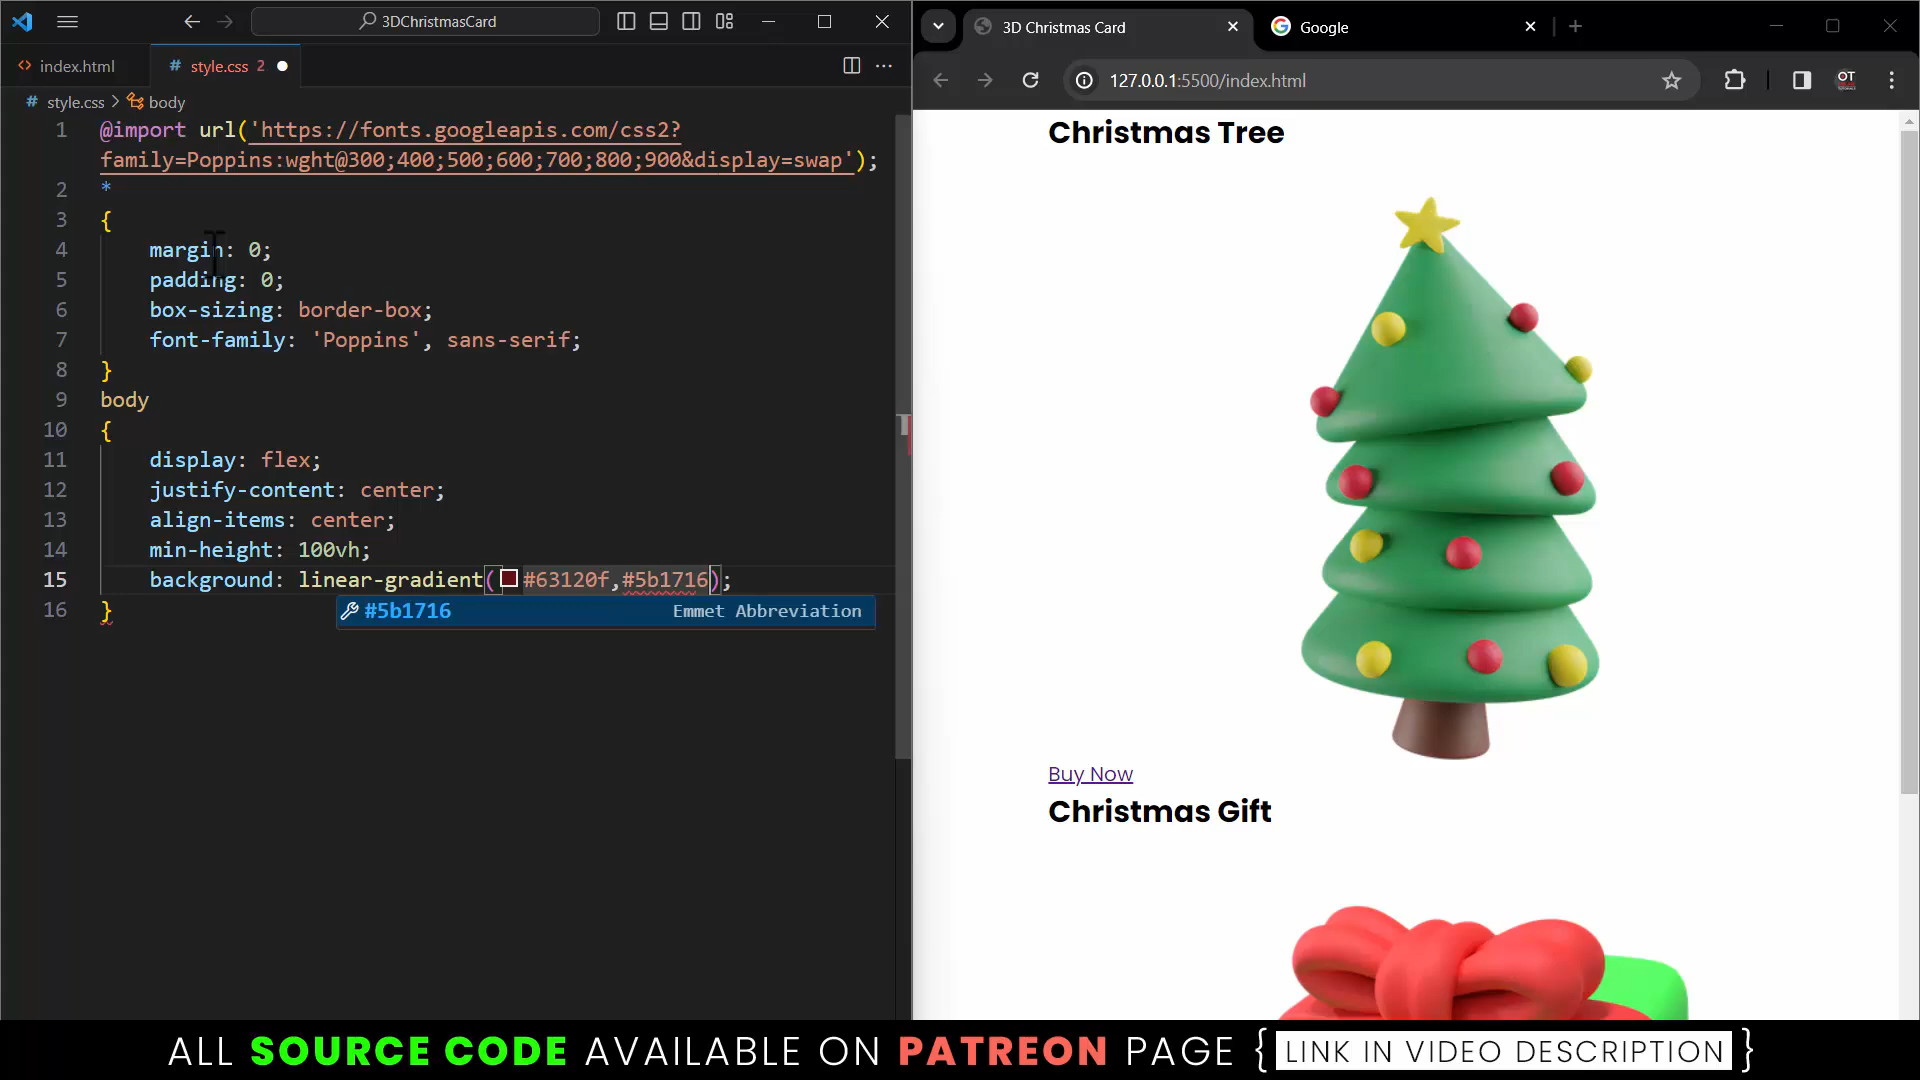 3DChristmasCard
index.html
# style.css 2
# style.css > body
1 @import url('https://fonts.googleapis.com/css2?
family=Poppins:wght@300;400;500;600;700;800;900&display=swap');
2 *
3 {
4 margin: 0;
5 padding: 0;
6 box-sizing: border-box;
7 font-family: 'Poppins', sans-serif;
8 }
9 body
10 {
11 display: flex;
12 justify-content: center;
13 align-items: center;
14 min-height: 100vh;
15 background: linear-gradient(#63120f,#5b1716);
#5b1716 Emmet Abbreviation
16 }
3D Christmas Card
Google
127.0.0.1:5500/index.html
OT
Christmas Tree
Buy Now
Christmas Gift
ALL SOURCE CODE AVAILABLE ON PATREON PAGE { LINK IN VIDEO DESCRIPTION }